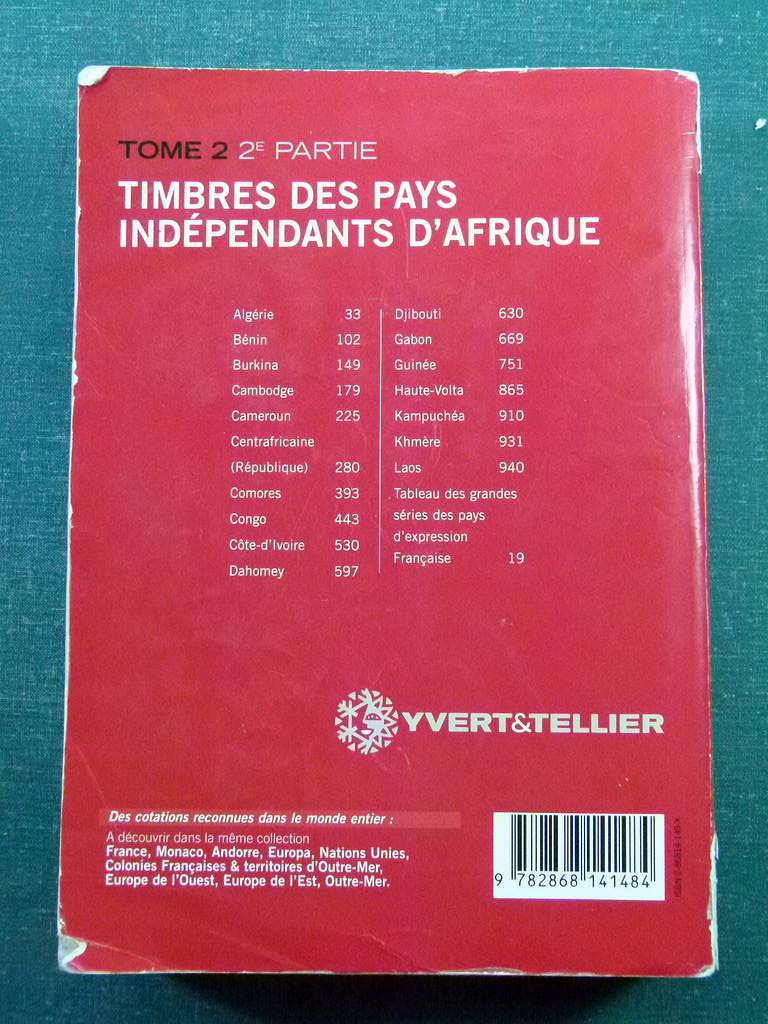 TOME 2 2E PARTIE
TIMBRES DES PAYS
INDÉPENDANTS D'AFRIQUE
Algérie 33
Bénin 102
Burkina 149
Cambodge 179
Cameroun 225
Centrafricaine
(République) 280
Comores 393
Congo 443
Côte-d'Ivoire 530
Dahomey 597
Djibouti 630
Gabon 669
Guinée 751
Haute-Volta 865
Kampuchéa 910
Khmère 931
Laos 940
Tableau des grandes
séries des pays
d'expression
Française 19
YVERT&TELLIER
Des cotations reconnues dans le monde entier :
A découvrir dans la même collection
France, Monaco, Andorre, Europa, Nations Unies,
Colonies Françaises & territoires d'Outre-Mer,
Europe de l'Ouest, Europe de l'Est, Outre-Mer.
9 782868 141484
ISBN 2-86814-148-X